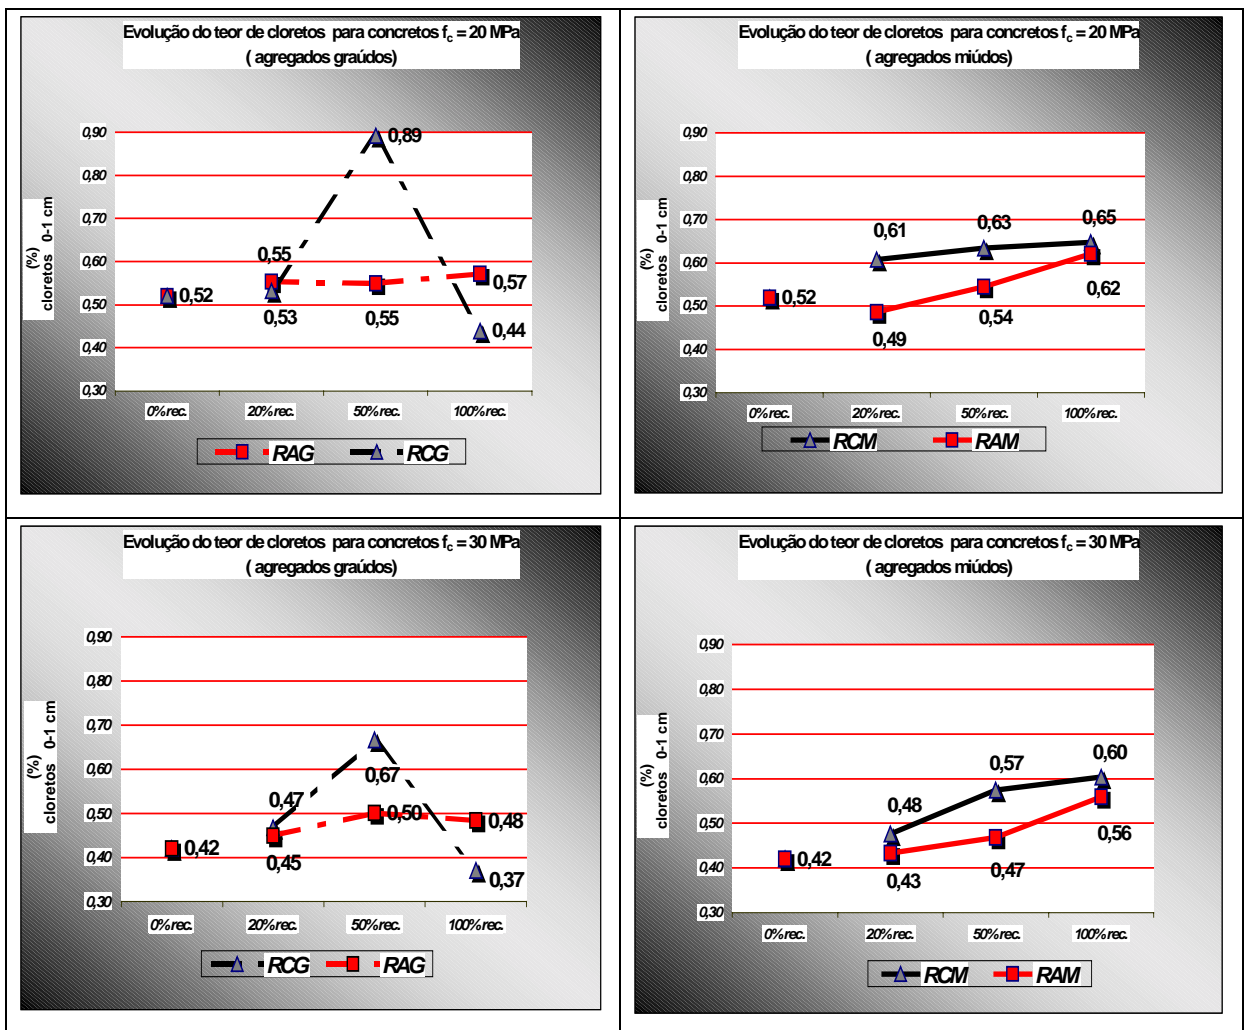 Evolução do teor de cloretos para concretos fc = 20 MPa
( agregados graúdos)
(%)
cloretos 0-1 cm
0,90
0,80
0,70
0,60
0,50
0,40
0,30
0,52
0,55
0,53
0,89
0,55
0,57
0,44
0% rec.
20% rec.
50% rec.
100% rec.
RAG
RCG
Evolução do teor de cloretos para concretos fc = 20 MPa
( agregados miúdos)
(%)
cloretos 0-1 cm
0,90
0,80
0,70
0,60
0,50
0,40
0,30
0,52
0,61
0,49
0,63
0,54
0,65
0,62
0% rec.
20% rec.
50% rec.
100% rec.
RCM
RAM
Evolução do teor de cloretos para concretos fc = 30 MPa
( agregados graúdos)
(%)
cloretos 0-1 cm
0,90
0,80
0,70
0,60
0,50
0,40
0,30
0,42
0,47
0,45
0,67
0,50
0,48
0,37
0% rec.
20% rec.
50% rec.
100% rec.
RCG
RAG
Evolução do teor de cloretos para concretos fc = 30 MPa
( agregados miúdos)
(%)
cloretos 0-1 cm
0,90
0,80
0,70
0,60
0,50
0,40
0,30
0,42
0,48
0,43
0,57
0,47
0,60
0,56
0% rec.
20% rec.
50% rec.
100% rec.
RCM
RAM